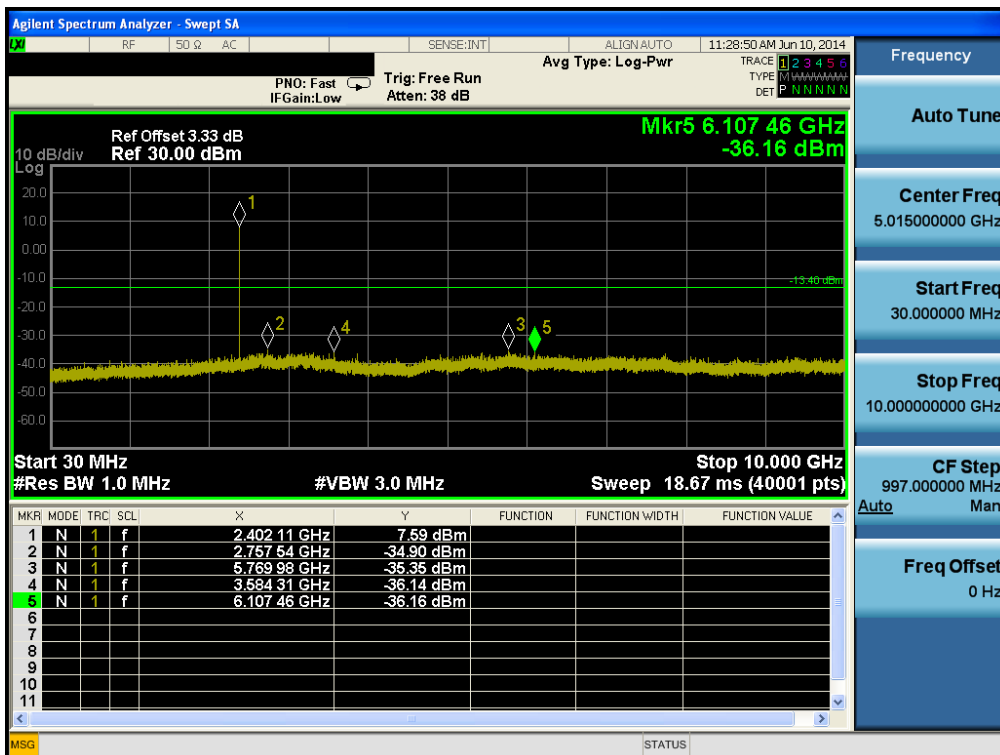 Agilent Spectrum Analyzer - Swept SA
LXI RF 50 Ω AC SENSE:INT ALIGN AUTO 11:28:50 AM Jun 10, 2014
Avg Type: Log-Pwr TRACE 1 2 3 4 5 6
PNO: Fast Trig: Free Run TYPE M W W W W W
IFGain:Low Atten: 38 dB DET P N N N N N
Frequency
Auto Tune
Center Freq
5.015000000 GHz
Start Freq
30.000000 MHz
Stop Freq
10.000000000 GHz
CF Step
997.000000 MHz
Auto Man
Freq Offset
0 Hz
Mkr5 6.107 46 GHz
-36.16 dBm
Ref Offset 3.33 dB
10 dB/div Ref 30.00 dBm
Log
20.0
10.0
0.00
-10.0
-20.0
-30.0
-40.0
-50.0
-60.0
1
2
4
3
5
-13.40 dBm
Start 30 MHz Stop 10.000 GHz
#Res BW 1.0 MHz #VBW 3.0 MHz Sweep 18.67 ms (40001 pts)
MKR MODE TRC SCL X Y FUNCTION FUNCTION WIDTH FUNCTION VALUE
1 N 1 f 2.402 11 GHz 7.59 dBm
2 N 1 f 2.757 54 GHz -34.90 dBm
3 N 1 f 5.769 98 GHz -35.35 dBm
4 N 1 f 3.584 31 GHz -36.14 dBm
5 N 1 f 6.107 46 GHz -36.16 dBm
6
7
8
9
10
11
MSG STATUS